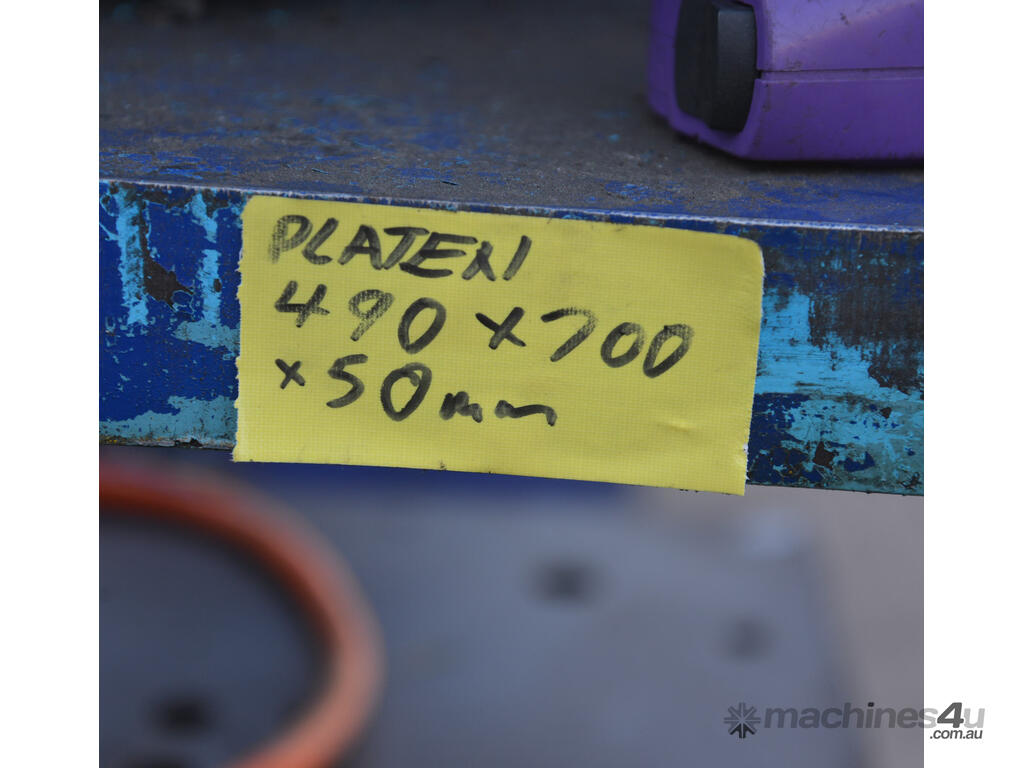 PLATEN
490 x 700
x 50mm
machines4u
.com.au